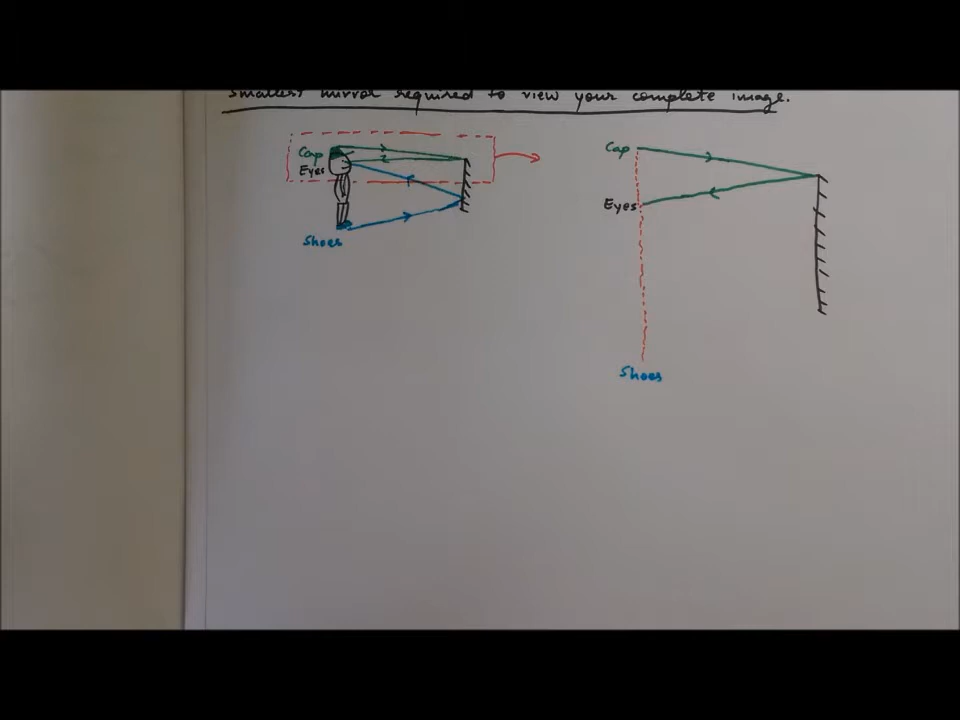 smallest mirror required to view your complete image.
Cap
Eyes
Shoes
Cap
Eyes
Shoes